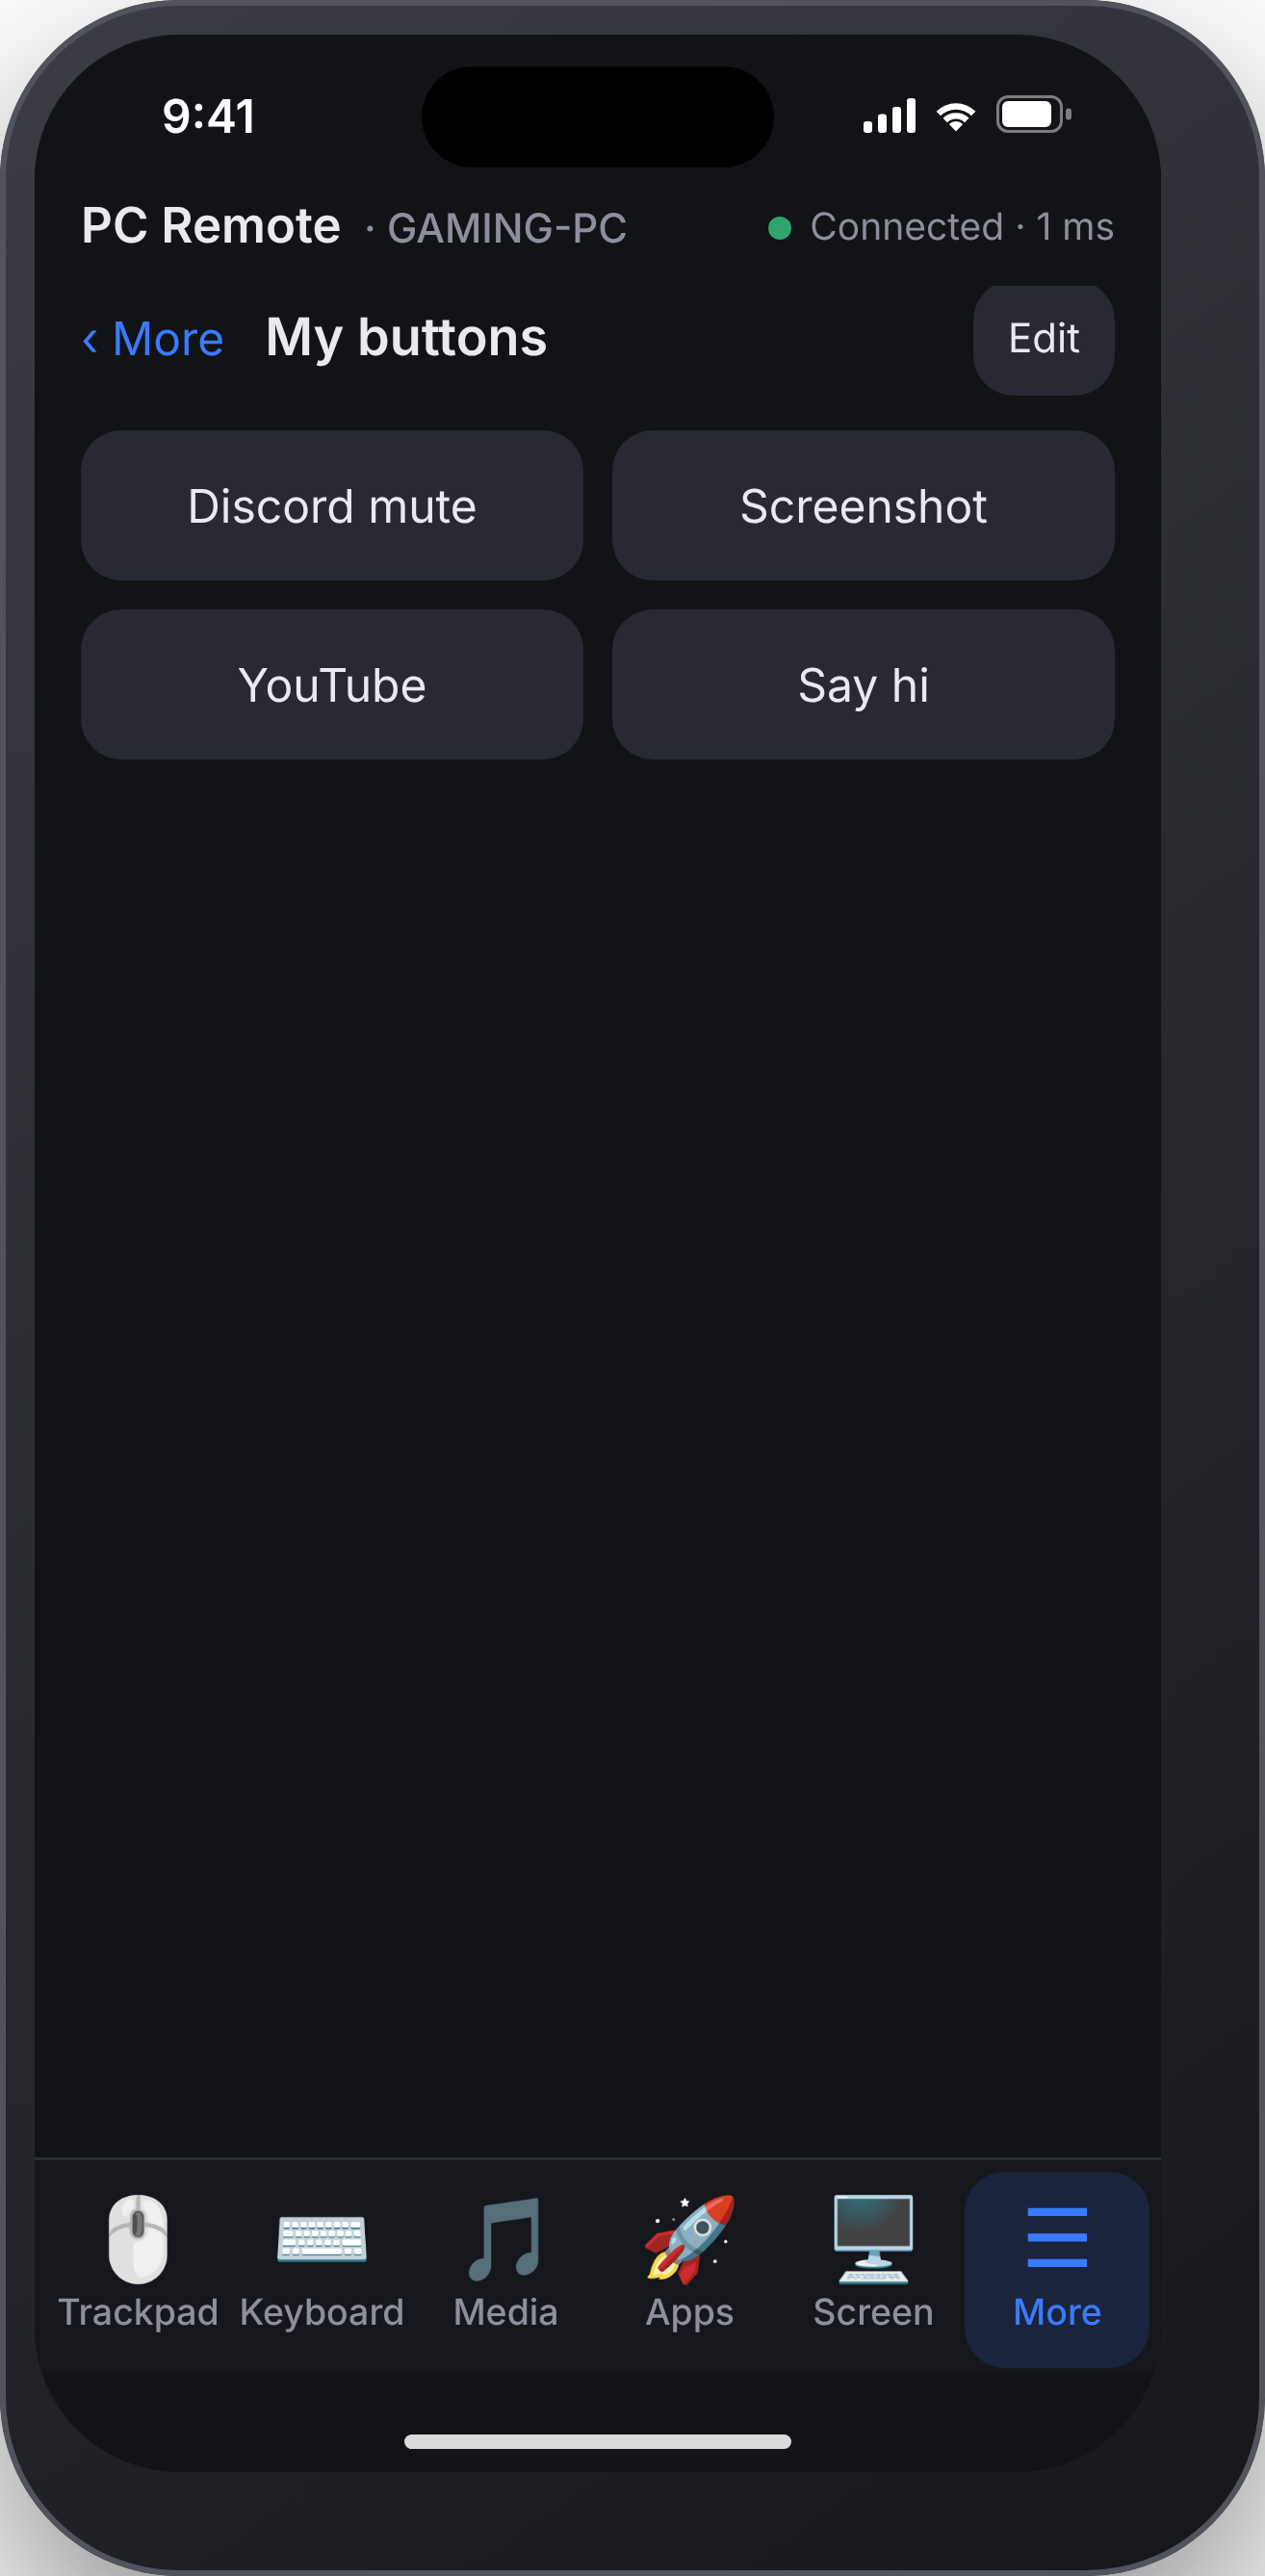 9:41
PC Remote · GAMING-PC
Connected · 1 ms
‹ More
My buttons
Edit
Discord mute
Screenshot
YouTube
Say hi
Trackpad
Keyboard
Media
Apps
Screen
More